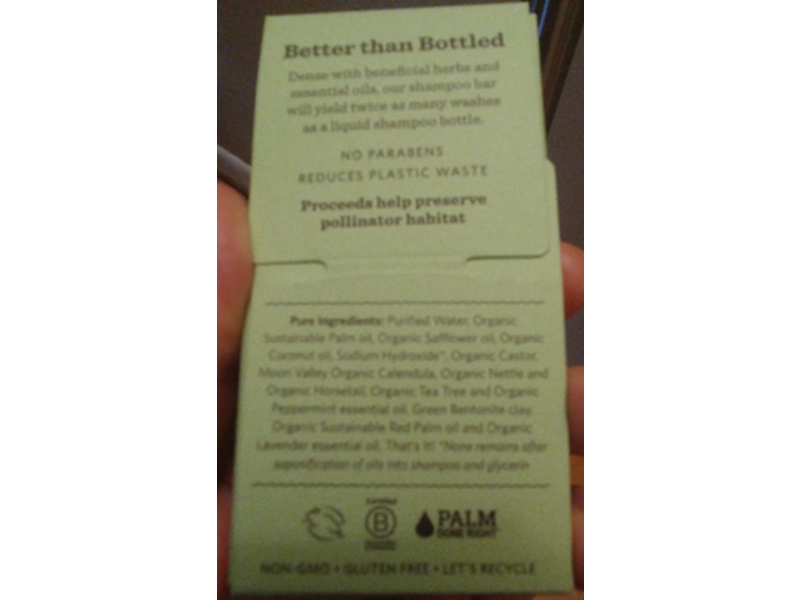 Better than Bottled
Dense with beneficial herbs and
essential oils, our shampoo bar
will yield twice as many washes
as a liquid shampoo bottle.
NO PARABENS
REDUCES PLASTIC WASTE
Proceeds help preserve
pollinator habitat
Pure Ingredients: Purified Water, Organic
Sustainable Palm oil, Organic Safflower oil, Organic
Coconut oil, Sodium Hydroxide*, Organic Castor,
Moon Valley Organic Calendula, Organic Nettle and
Organic Horsetail, Organic Tea Tree and Organic
Peppermint essential oil, Green Bentonite clay,
Organic Sustainable Red Palm oil and Organic
Lavender essential oil. That's it! *None remains after
saponification of oils into shampoo and glycerin
Certified
B
PALM
DONE RIGHT
NON-GMO • GLUTEN FREE • LET'S RECYCLE